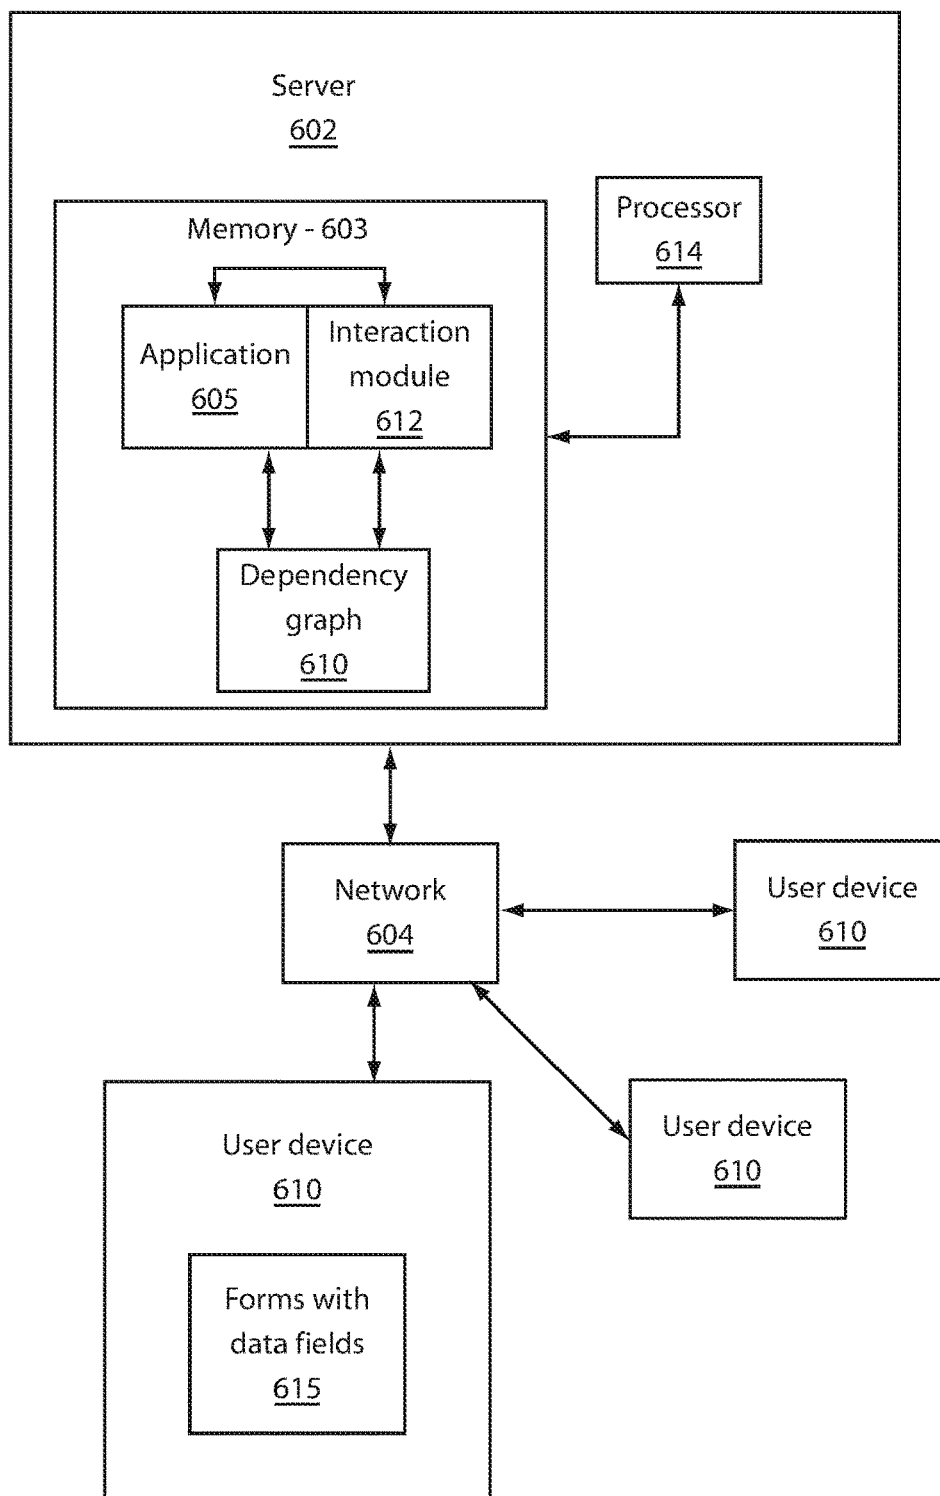 Server
602
Processor
614
Memory - 603
Application
605
Interaction
module
612
Dependency
graph
610
Network
604
User device
610
User device
610
User device
610
Forms with
data fields
615